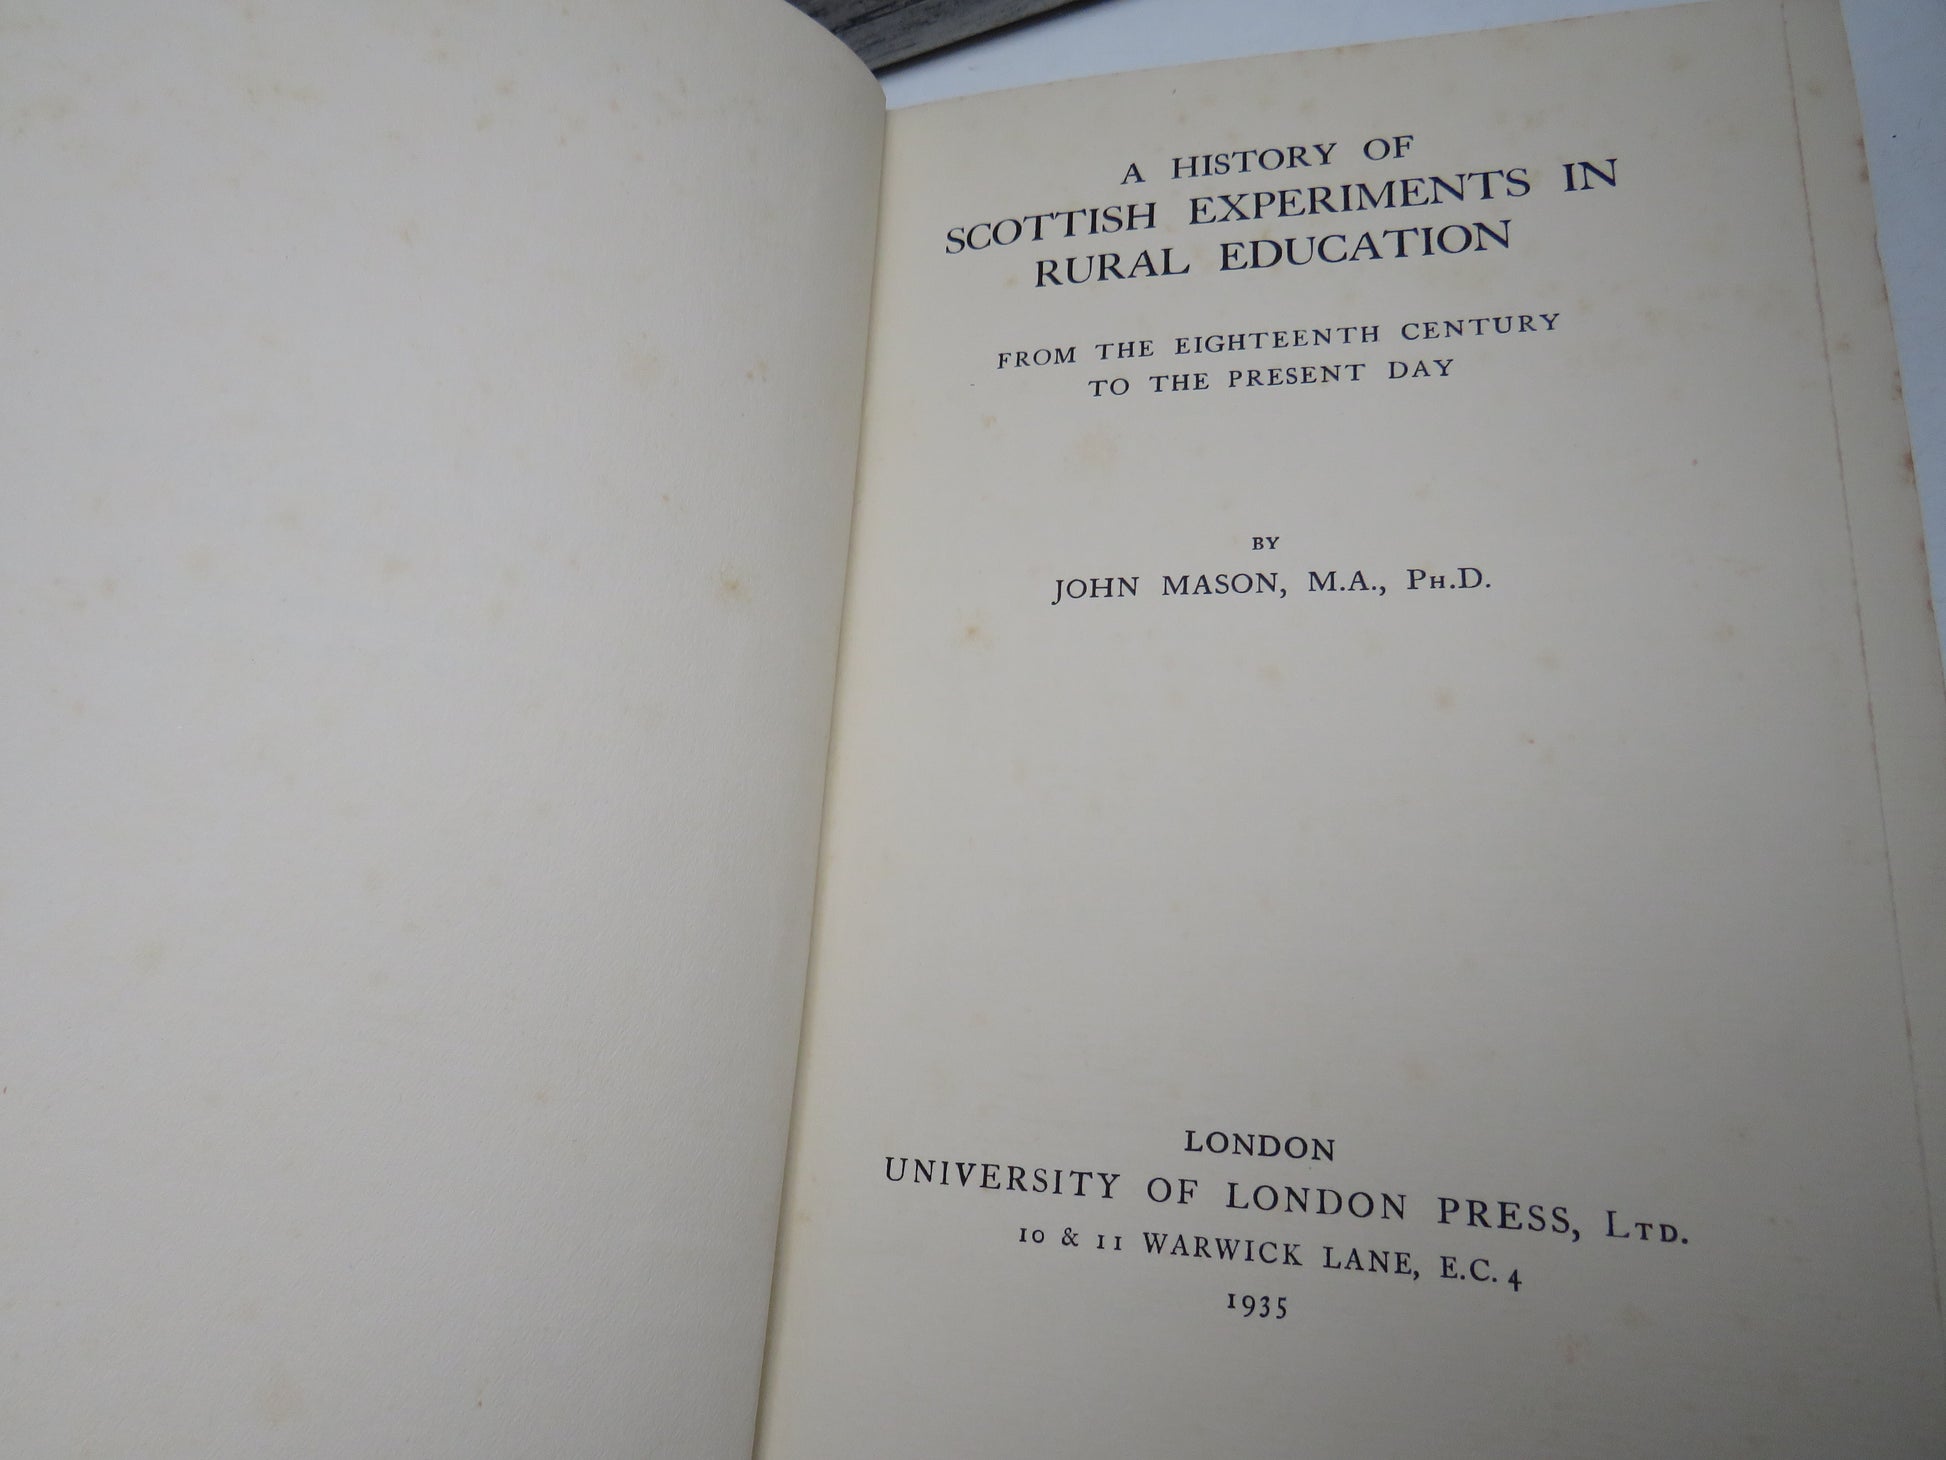 A HISTORY OF
SCOTTISH EXPERIMENTS IN
RURAL EDUCATION
FROM THE EIGHTEENTH CENTURY
TO THE PRESENT DAY
BY
JOHN MASON, M.A., PH.D.
LONDON
UNIVERSITY OF LONDON PRESS, LTD.
10 & 11 WARWICK LANE, E.C. 4
1935